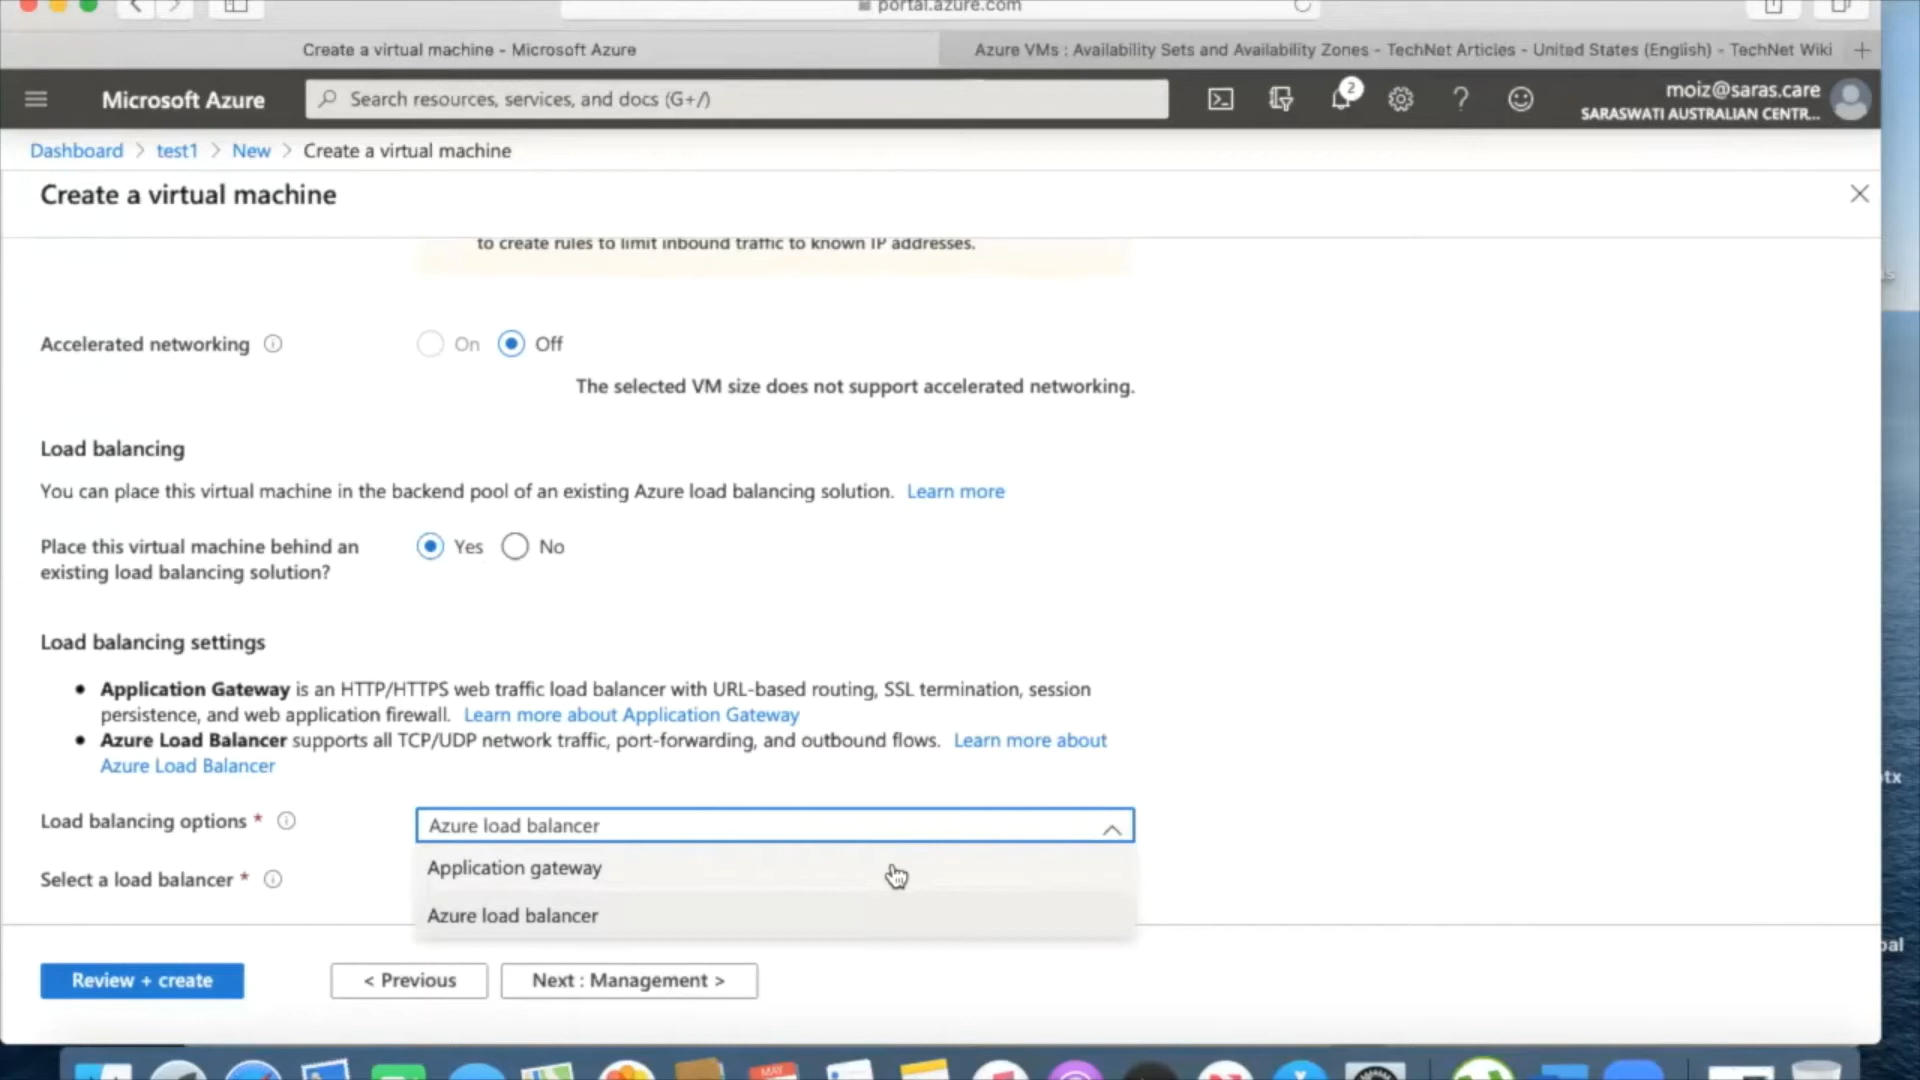 portal.azure.com
Create a virtual machine - Microsoft Azure
Azure VMs : Availability Sets and Availability Zones - TechNet Articles - United States (English) - TechNet Wiki
Microsoft Azure
Search resources, services, and docs (G+/)
2
moiz@saras.care
SARASWATI AUSTRALIAN CENTR...
Dashboard > test1 > New > Create a virtual machine
Create a virtual machine
to create rules to limit inbound traffic to known IP addresses.
Accelerated networking
On
Off
The selected VM size does not support accelerated networking.
Load balancing
You can place this virtual machine in the backend pool of an existing Azure load balancing solution. Learn more
Place this virtual machine behind an
existing load balancing solution?
Yes
No
Load balancing settings
• Application Gateway is an HTTP/HTTPS web traffic load balancer with URL-based routing, SSL termination, session
persistence, and web application firewall. Learn more about Application Gateway
• Azure Load Balancer supports all TCP/UDP network traffic, port-forwarding, and outbound flows. Learn more about
Azure Load Balancer
Load balancing options *
Azure load balancer
Application gateway
Select a load balancer *
Azure load balancer
Review + create
< Previous
Next : Management >
tx
MAY